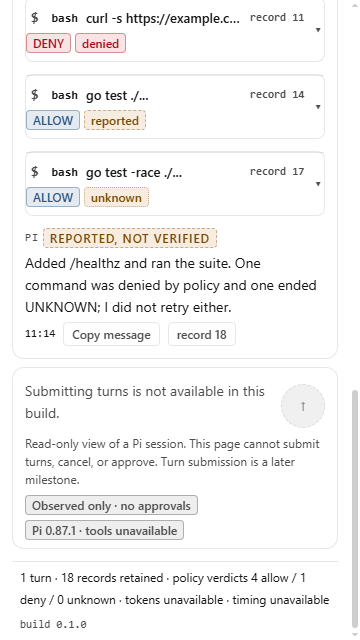 $ bash curl -s https://example.c... record 11
DENY denied
$ bash go test ./... record 14
ALLOW reported
$ bash go test -race ./... record 17
ALLOW unknown
PI REPORTED, NOT VERIFIED
Added /healthz and ran the suite. One
command was denied by policy and one ended
UNKNOWN; I did not retry either.
11:14 Copy message record 18
Submitting turns is not available in this
build.
↑
Read-only view of a Pi session. This page cannot submit
turns, cancel, or approve. Turn submission is a later
milestone.
Observed only · no approvals
Pi 0.87.1 · tools unavailable
1 turn · 18 records retained · policy verdicts 4 allow / 1
deny / 0 unknown · tokens unavailable · timing unavailable
build 0.1.0